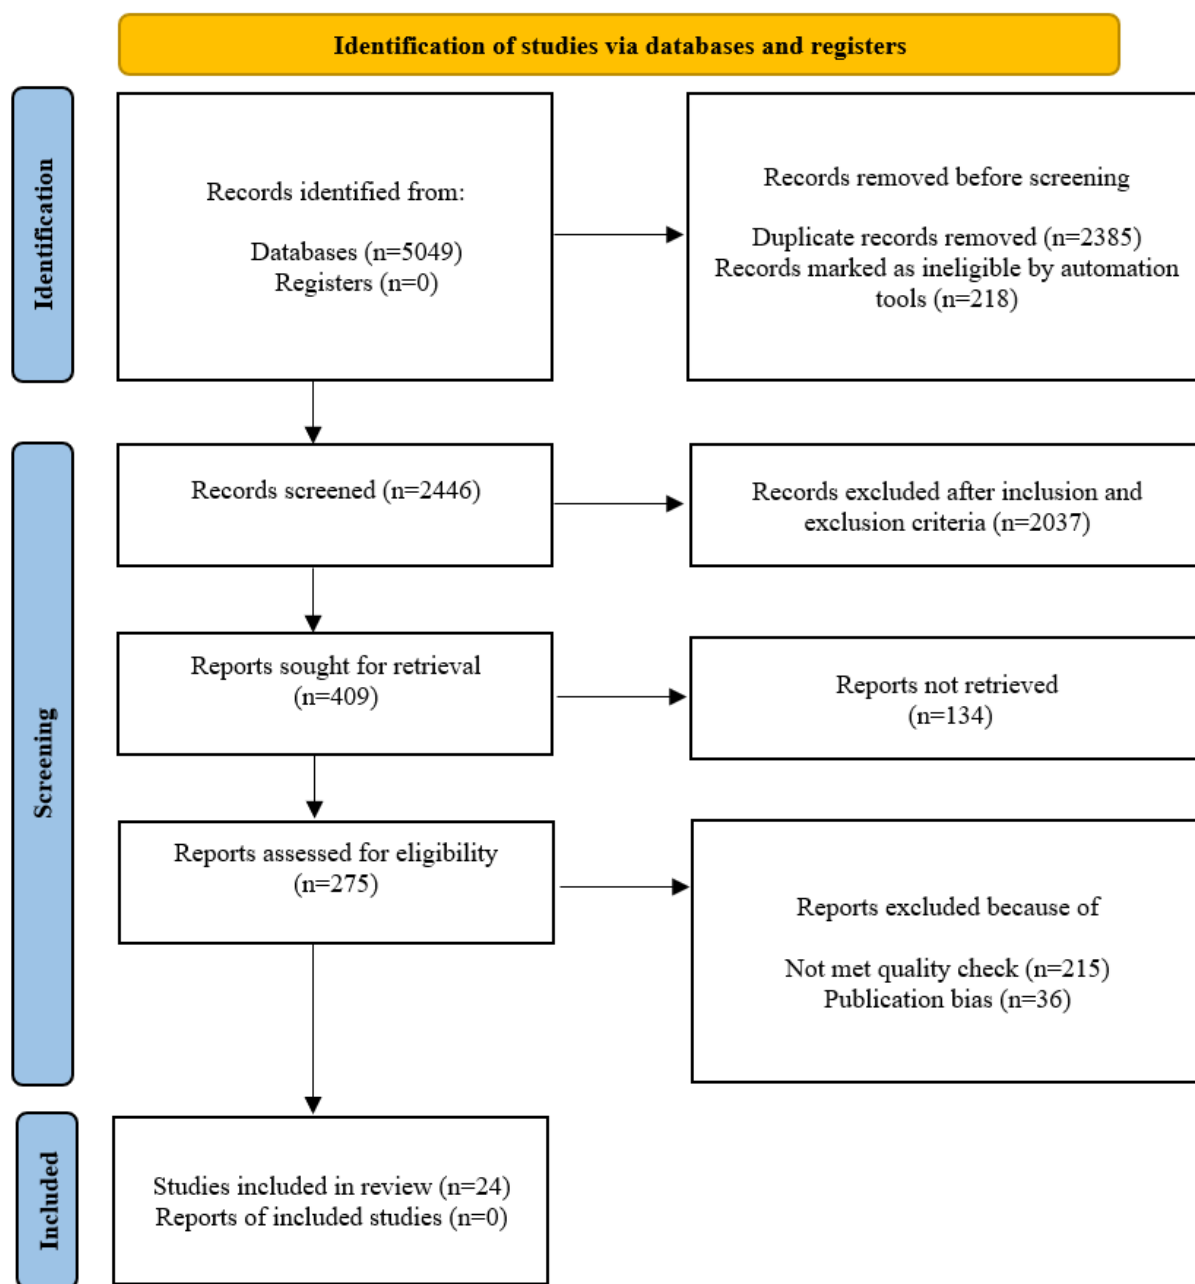 Identification of studies via databases and registers
Identification
Records identified from:
Databases (n=5049)
Registers (n=0)
Records removed before screening
Duplicate records removed (n=2385)
Records marked as ineligible by automation
tools (n=218)
Screening
Records screened (n=2446)
Records excluded after inclusion and
exclusion criteria (n=2037)
Reports sought for retrieval
(n=409)
Reports not retrieved
(n=134)
Reports assessed for eligibility
(n=275)
Reports excluded because of
Not met quality check (n=215)
Publication bias (n=36)
Included
Studies included in review (n=24)
Reports of included studies (n=0)